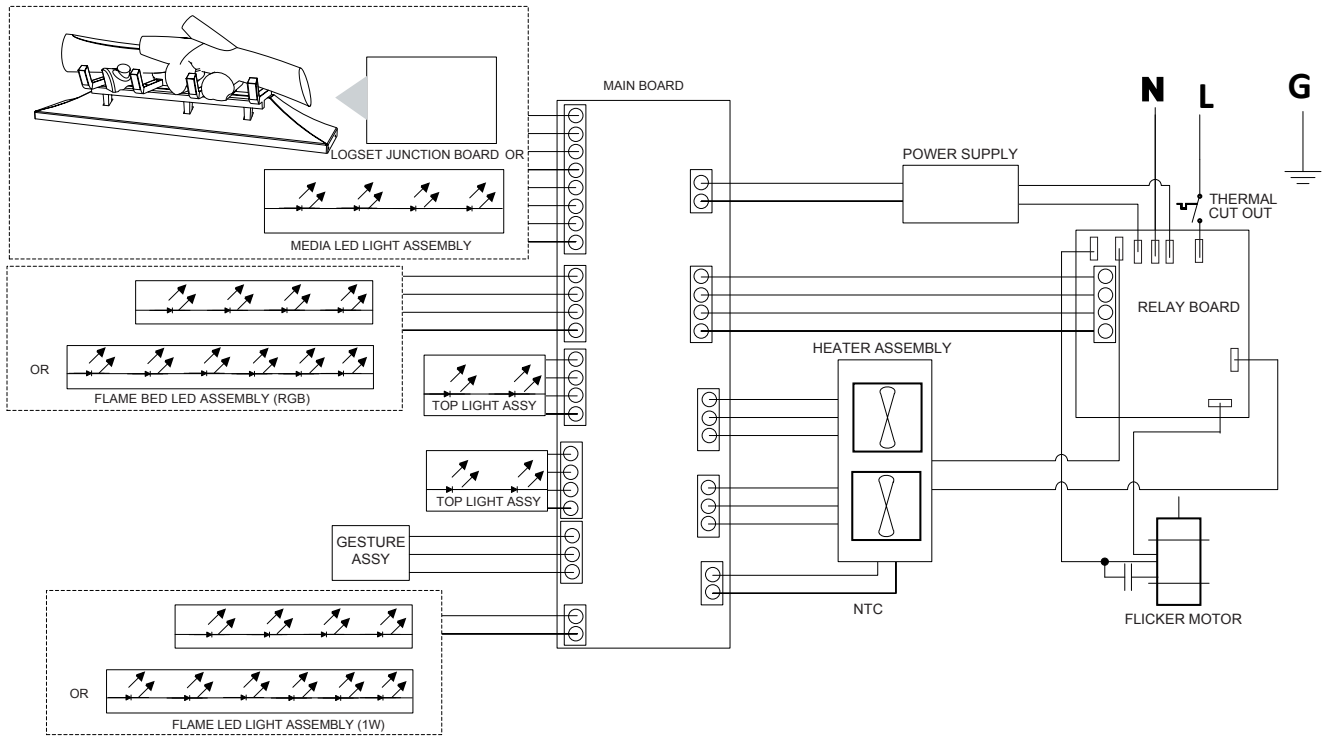 MAIN BOARD
N
L
G
LOGSET JUNCTION BOARD OR
POWER SUPPLY
THERMAL
CUT OUT
MEDIA LED LIGHT ASSEMBLY
RELAY BOARD
HEATER ASSEMBLY
OR
FLAME BED LED ASSEMBLY (RGB)
TOP LIGHT ASSY
TOP LIGHT ASSY
GESTURE
ASSY
NTC
FLICKER MOTOR
OR
FLAME LED LIGHT ASSEMBLY (1W)